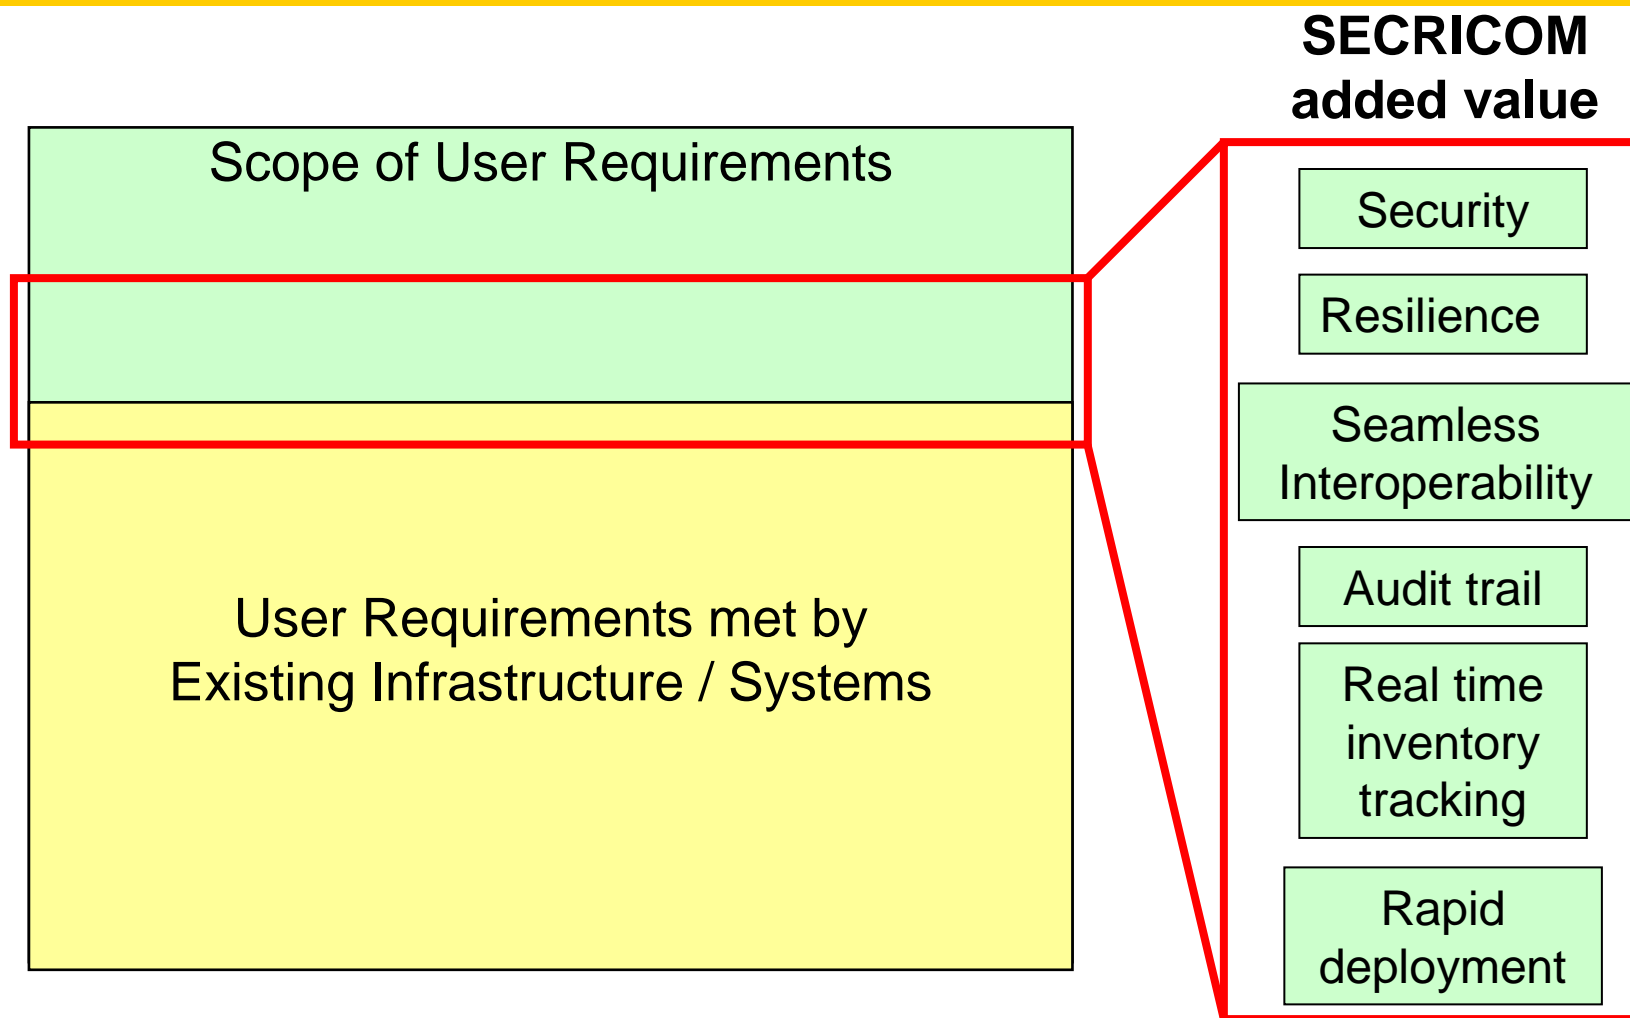 SECRICOM
added value
Scope of User Requirements
User Requirements met by
Existing Infrastructure / Systems
Security
Resilience
Seamless
Interoperability
Audit trail
Real time
inventory
tracking
Rapid
deployment